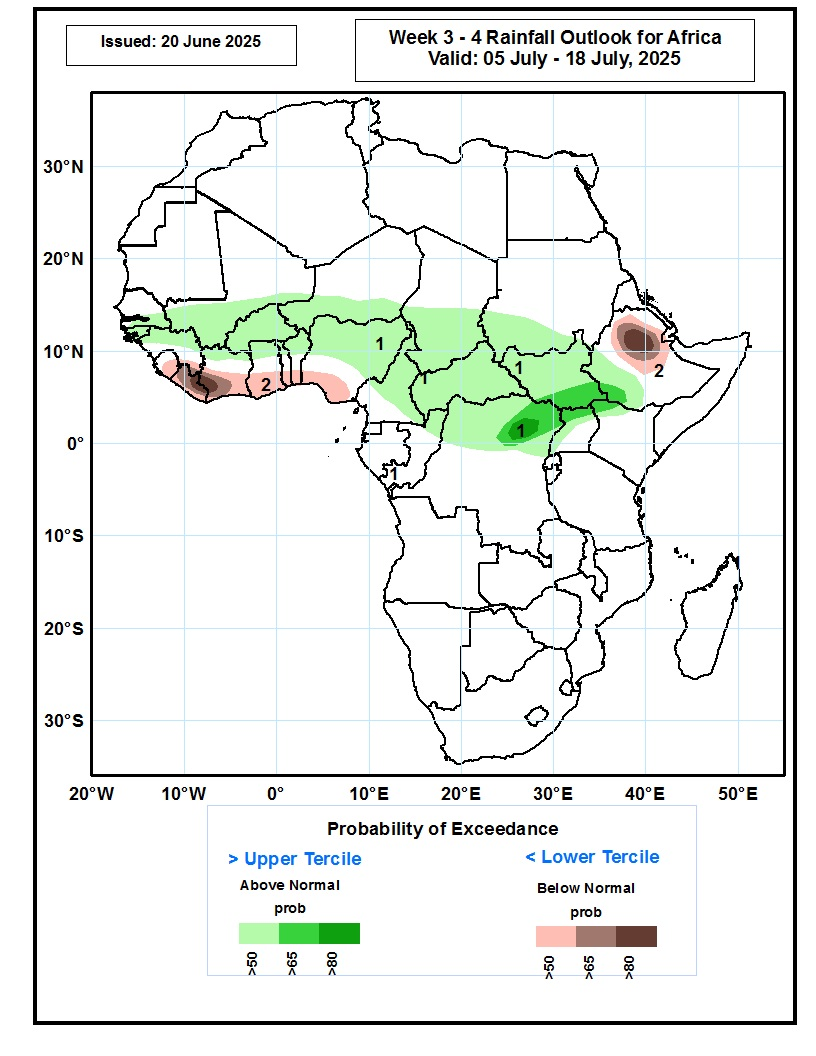 Issued: 20 June 2025
Week 3 - 4 Rainfall Outlook for Africa
Valid: 05 July - 18 July, 2025
30°N
20°N
10°N
0°
10°S
20°S
30°S
1
1
1
2
2
1
1
20°W
10°W
0°
10°E
20°E
30°E
40°E
50°E
Probability of Exceedance
> Upper Tercile
< Lower Tercile
Above Normal
Below Normal
prob
prob
>50
>65
>80
>50
>65
>80